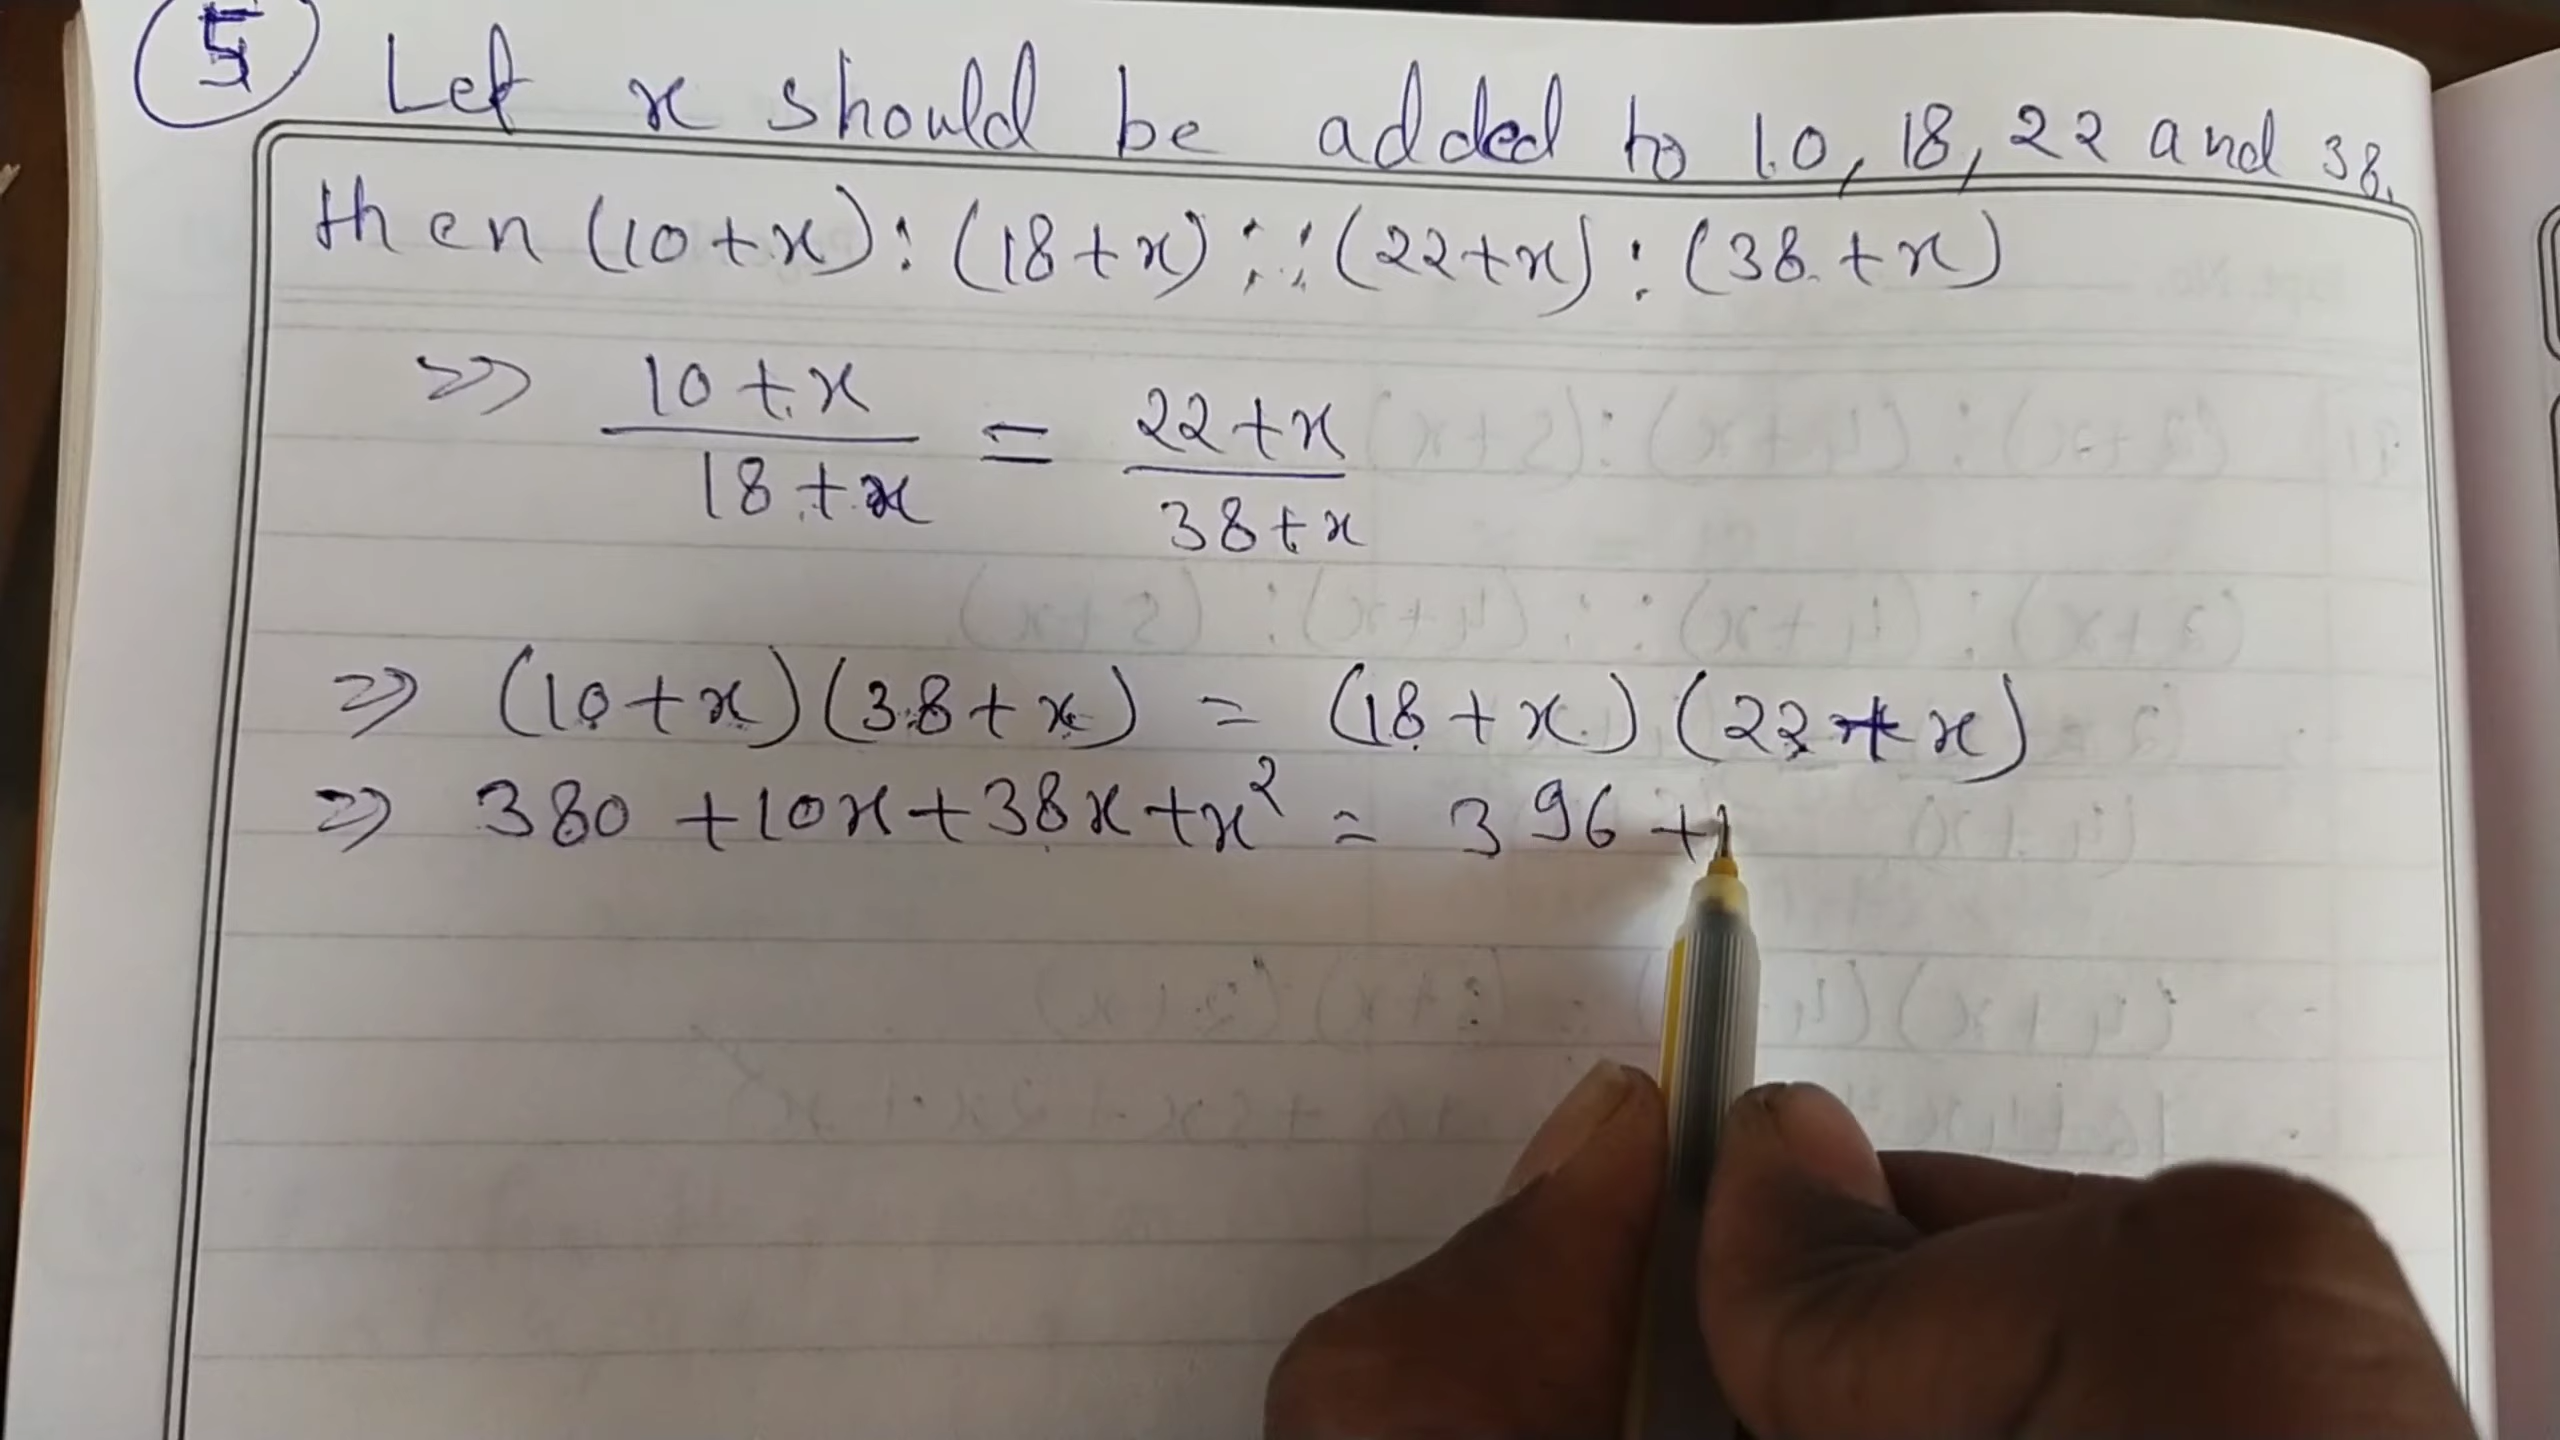 5 Let x should be added to 10, 18, 22 and 38.
then (10+x) : (18+x) :: (22+x) : (38+x)
⇒ 10+x / 18+x = 22+x / 38+x
⇒ (10+x)(38+x) = (18+x)(22+x)
⇒ 380 +10x+38x+x² = 396 +